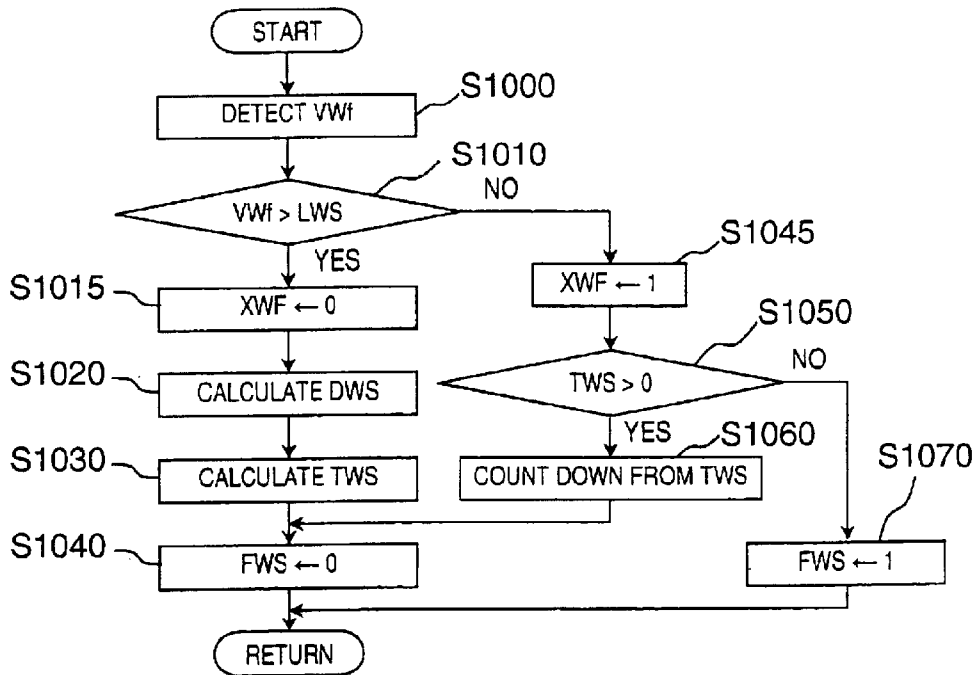 START
DETECT VWf
S1000
S1010
VWf > LWS
NO
YES
S1045
S1015
XWF ← 0
XWF ← 1
S1050
NO
S1020
CALCULATE DWS
TWS > 0
YES
S1060
S1030
CALCULATE TWS
COUNT DOWN FROM TWS
S1070
S1040
FWS ← 0
FWS ← 1
RETURN